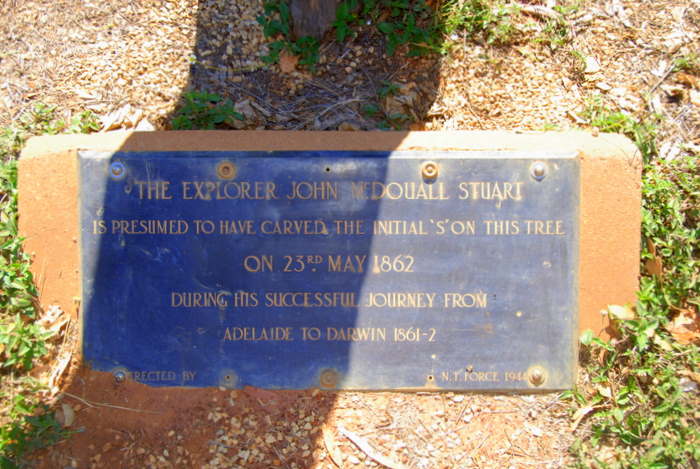 THE EXPLORER JOHN McDOUALL STUART
IS PRESUMED TO HAVE CARVED THE INITIAL 'S' ON THIS TREE
ON 23RD MAY 1862
DURING HIS SUCCESSFUL JOURNEY FROM
ADELAIDE TO DARWIN 1861-2
ERECTED BY N.T. FORCE